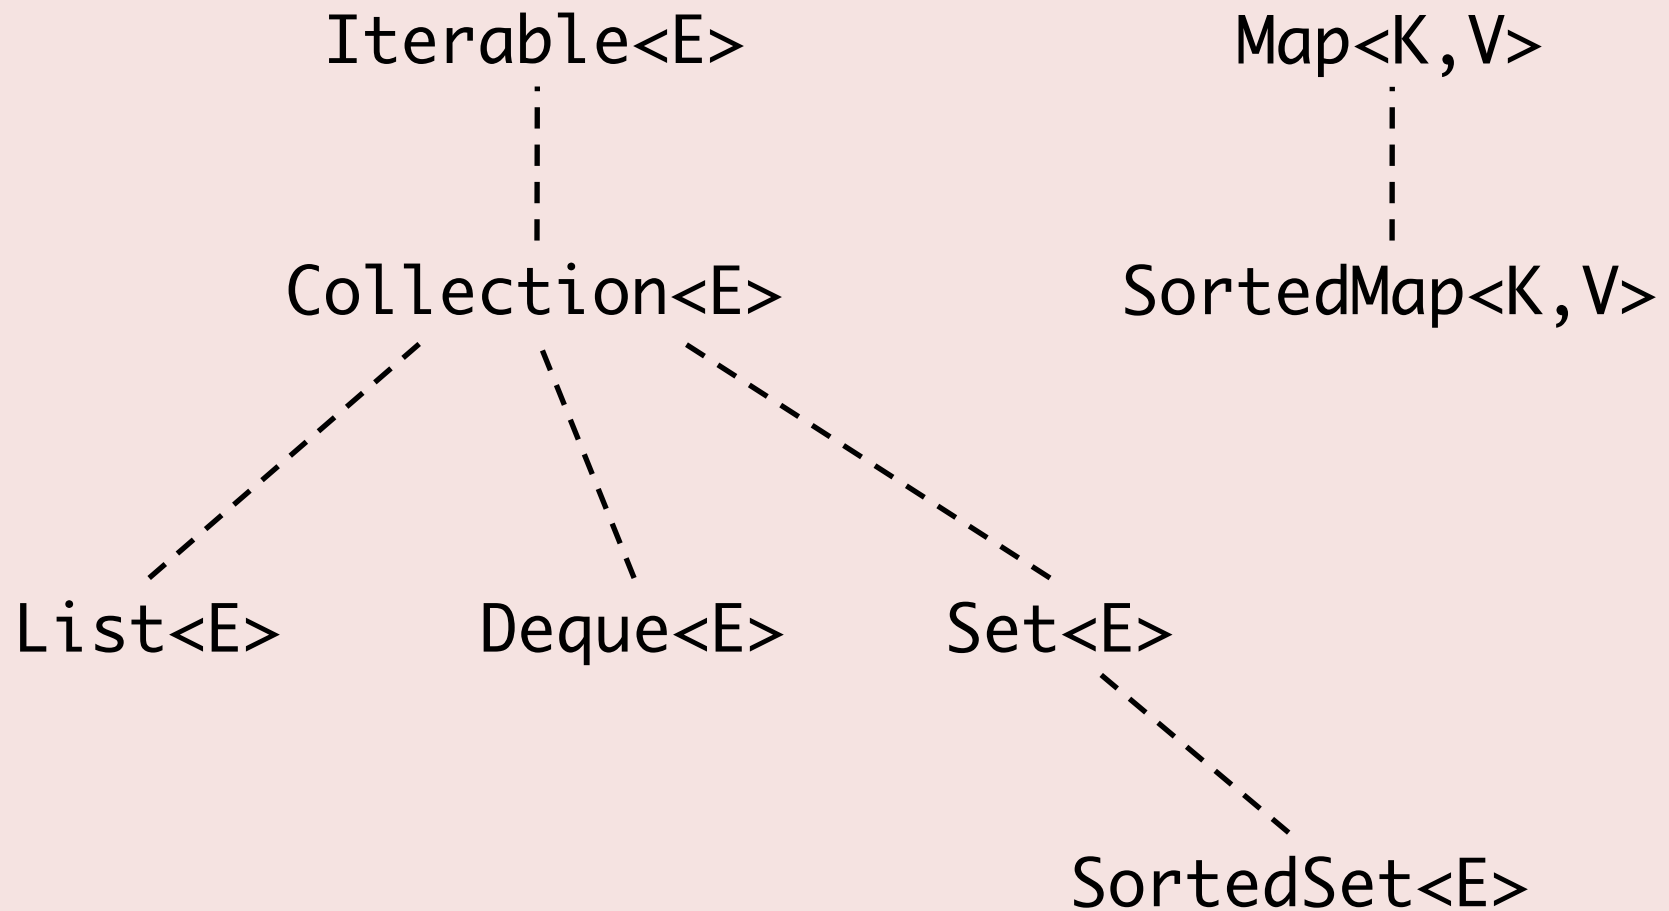 Iterable<E>
Map<K,V>
Collection<E>
SortedMap<K,V>
List<E>
Deque<E>
Set<E>
SortedSet<E>